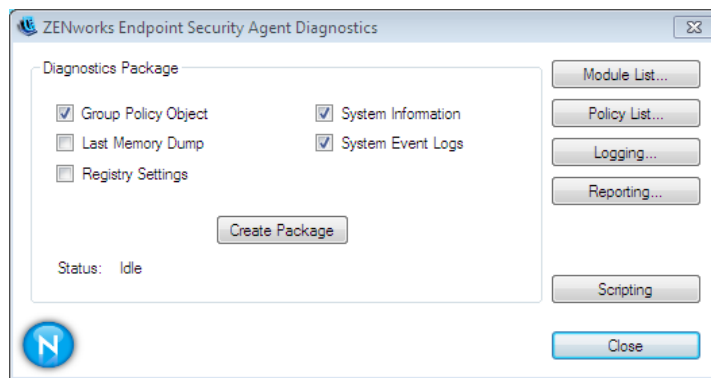 ZENworks Endpoint Security Agent Diagnostics
Diagnostics Package
Group Policy Object
System Information
Last Memory Dump
System Event Logs
Registry Settings
Create Package
Status: Idle
Module List...
Policy List...
Logging...
Reporting...
Scripting
Close
N